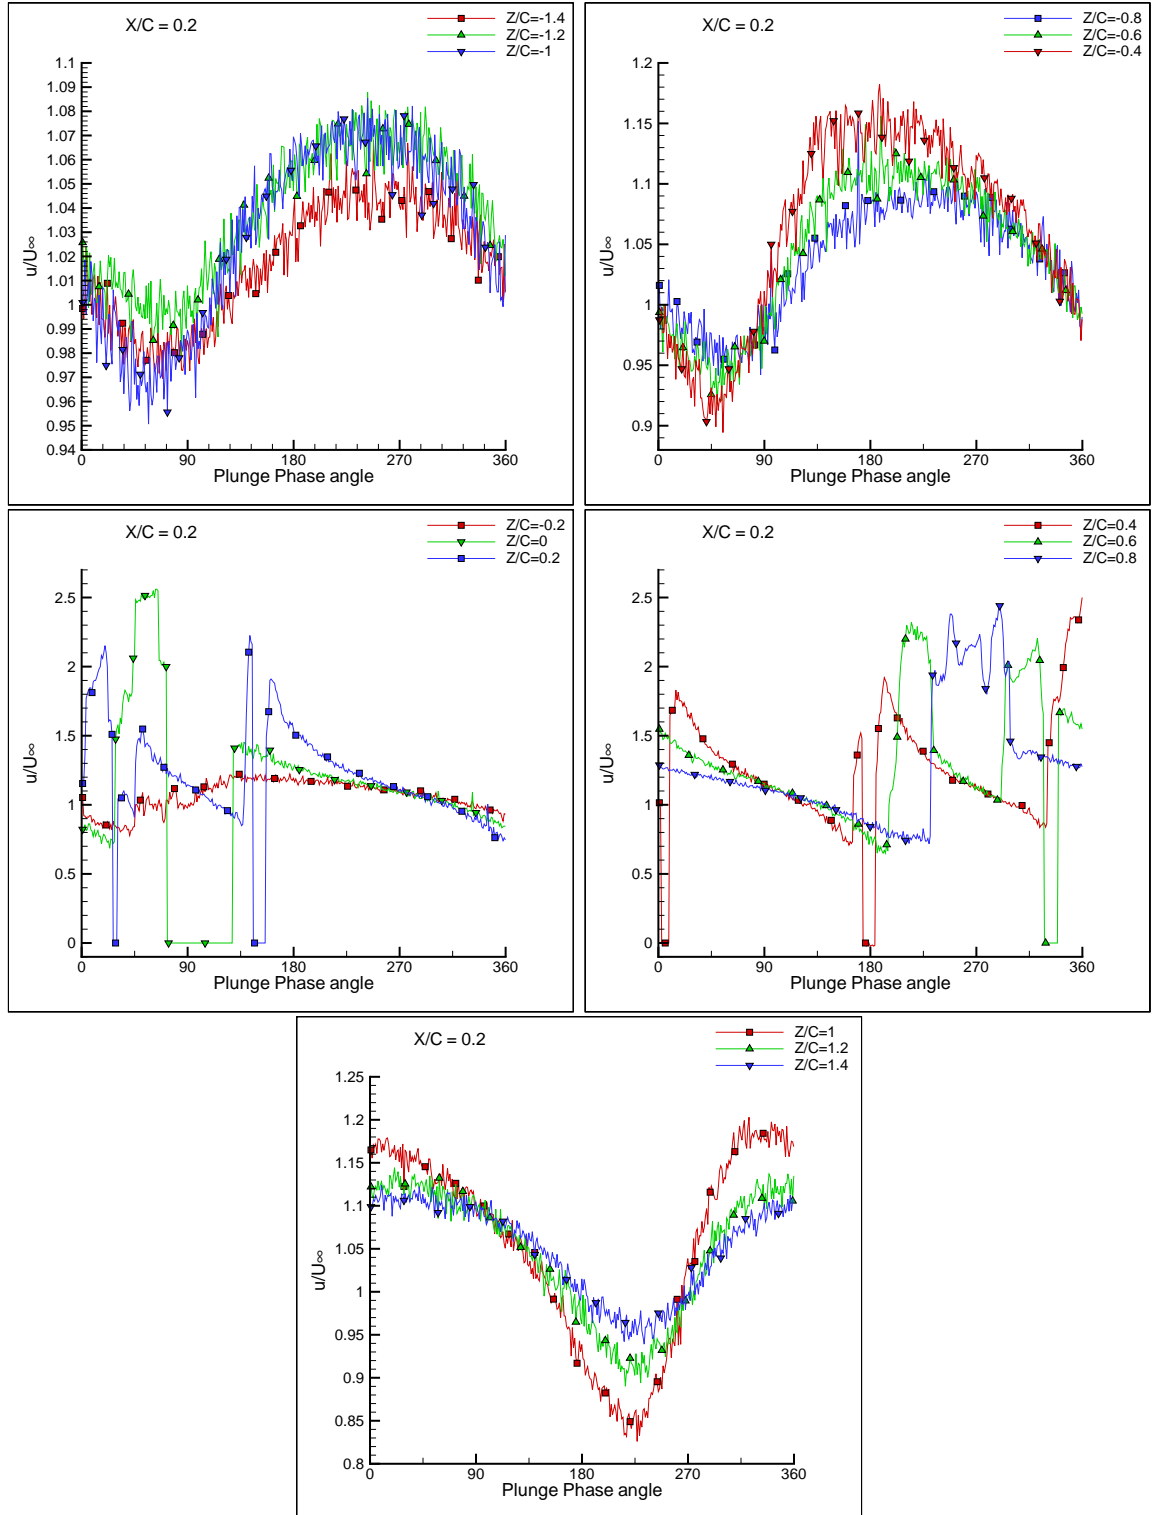 X/C = 0.2
Z/C=-1.4
Z/C=-1.2
Z/C=-1
1.1
1.09
1.08
1.07
1.06
1.05
1.04
1.03
1.02
1.01
1
0.99
0.98
0.97
0.96
0.95
0.94
u/U∞
0 90 180 270 360
Plunge Phase angle
X/C = 0.2
Z/C=-0.8
Z/C=-0.6
Z/C=-0.4
1.2
1.15
1.1
1.05
1
0.95
0.9
u/U∞
0 90 180 270 360
Plunge Phase angle
X/C = 0.2
Z/C=-0.2
Z/C=0
Z/C=0.2
2.5
2
1.5
1
0.5
0
u/U∞
0 90 180 270 360
Plunge Phase angle
X/C = 0.2
Z/C=0.4
Z/C=0.6
Z/C=0.8
2.5
2
1.5
1
0.5
0
u/U∞
0 90 180 270 360
Plunge Phase angle
X/C = 0.2
Z/C=1
Z/C=1.2
Z/C=1.4
1.25
1.2
1.15
1.1
1.05
1
0.95
0.9
0.85
0.8
u/U∞
0 90 180 270 360
Plunge Phase angle